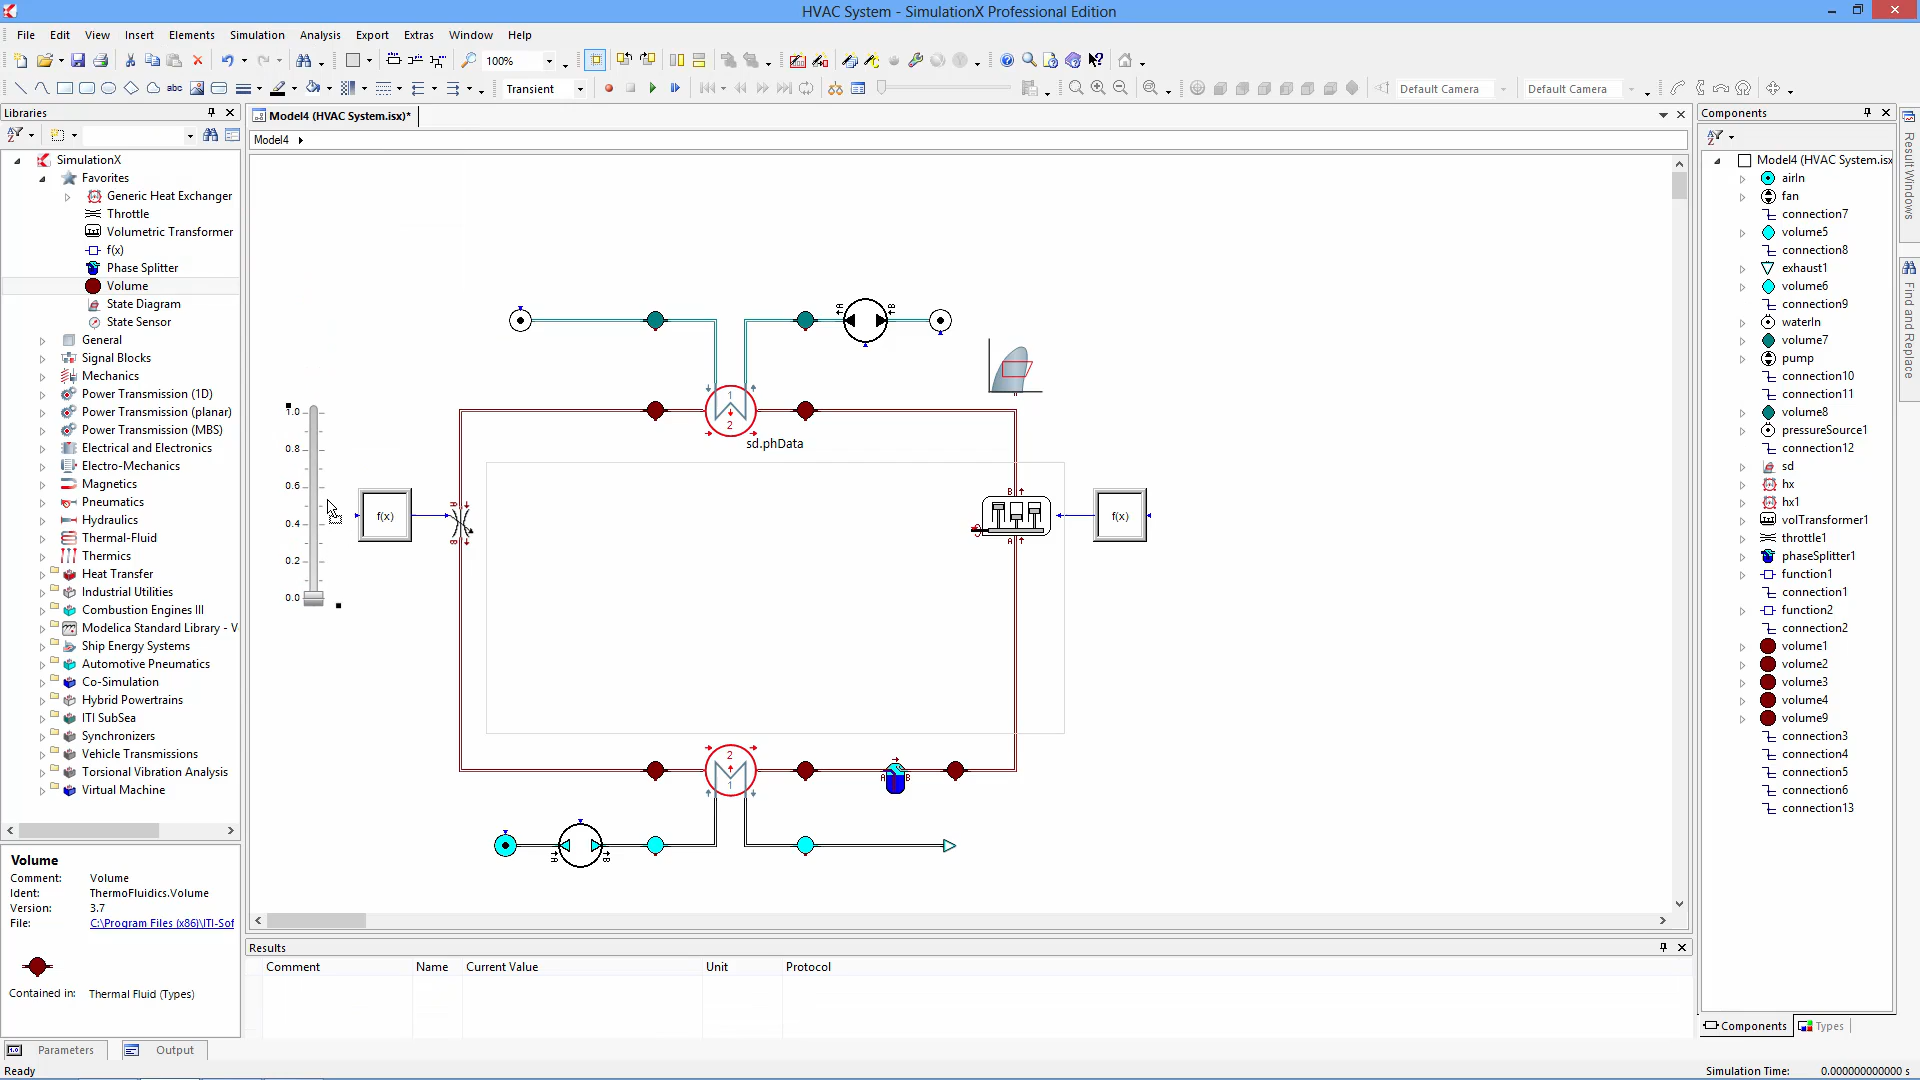 HVAC System - SimulationX Professional Edition
File Edit View Insert Elements Simulation Analysis Export Extras Window Help
100%
abc Transient Default Camera Default Camera
Libraries
Model4 (HVAC System.isx)*
Components
Model4
SimulationX
Favorites
Generic Heat Exchanger
Throttle
Volumetric Transformer
f(x)
Phase Splitter
Volume
State Diagram
State Sensor
General
Signal Blocks
Mechanics
Power Transmission (1D)
Power Transmission (planar)
Power Transmission (MBS)
Electrical and Electronics
Electro-Mechanics
Magnetics
Pneumatics
Hydraulics
Thermal-Fluid
Thermics
Heat Transfer
Industrial Utilities
Combustion Engines III
Modelica Standard Library - V
Ship Energy Systems
Automotive Pneumatics
Co-Simulation
Hybrid Powertrains
ITI SubSea
Synchronizers
Vehicle Transmissions
Torsional Vibration Analysis
Virtual Machine
Volume
Comment: Volume
Ident: ThermoFluidics.Volume
Version: 3.7
File: C:\Program Files (x86)\ITI-Sof
Contained in: Thermal Fluid (Types)
Parameters Output
Ready
A B
1
2
sd.phData
1.0
0.8
0.6
0.4
0.2
0.0
f(x)
A
B
B
C
A
f(x)
2
1
A B
A B
Results
Comment Name Current Value Unit Protocol
Model4 (HVAC System.isx
airIn
fan
connection7
volume5
connection8
exhaust1
volume6
connection9
waterIn
volume7
pump
connection10
connection11
volume8
pressureSource1
connection12
sd
hx
hx1
volTransformer1
throttle1
phaseSplitter1
function1
connection1
function2
connection2
volume1
volume2
volume3
volume4
volume9
connection3
connection4
connection5
connection6
connection13
Components Types
Result Windows
Find and Replace
Simulation Time: 0.000000000000 s